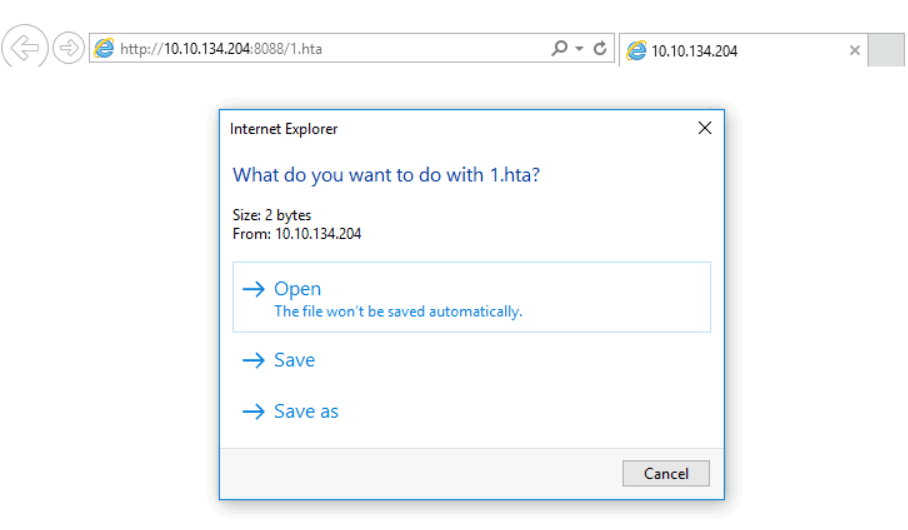 http://10.10.134.204:8088/1.hta
10.10.134.204
Internet Explorer
What do you want to do with 1.hta?
Size: 2 bytes
From: 10.10.134.204
Open
The file won't be saved automatically.
Save
Save as
Cancel